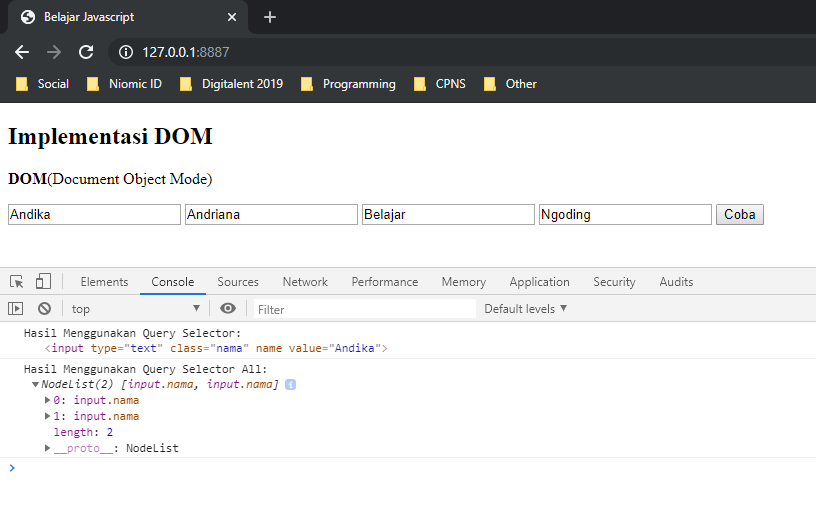 Belajar Javascript
127.0.0.1:8887
Social Niomic ID Digitalent 2019 Programming CPNS Other
Implementasi DOM
DOM(Document Object Mode)
Andika Andriana Belajar Ngoding Coba
Elements Console Sources Network Performance Memory Application Security Audits
top Filter Default levels
Hasil Menggunakan Query Selector:
<input type="text" class="nama" name value="Andika">
Hasil Menggunakan Query Selector All:
NodeList(2) [input.nama, input.nama] i
0: input.nama
1: input.nama
length: 2
__proto__: NodeList